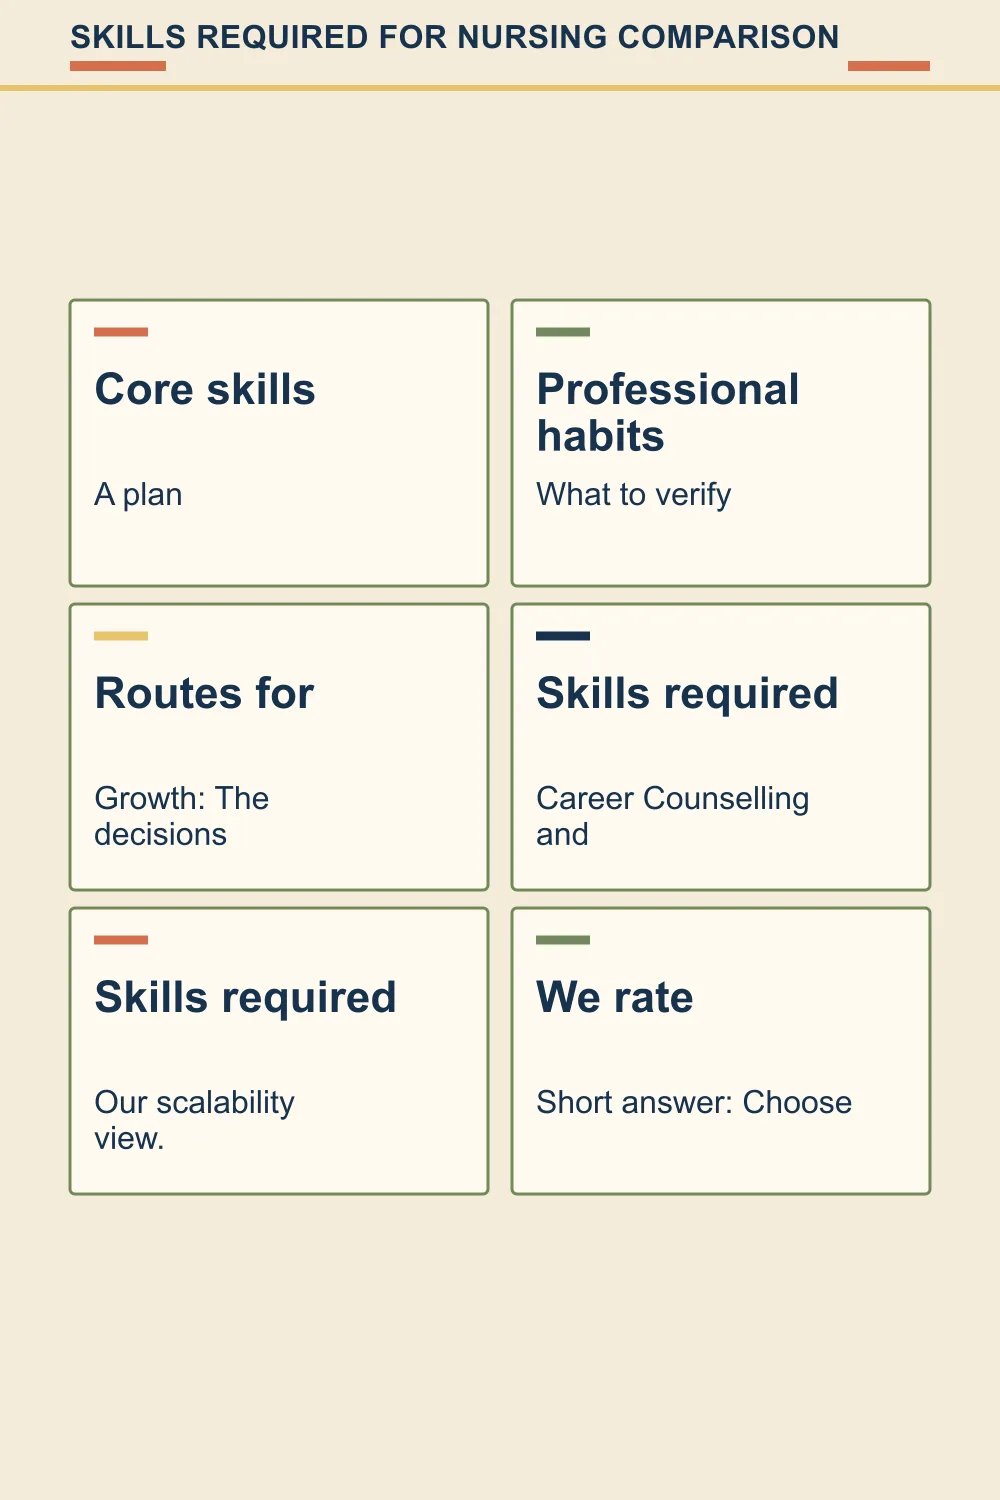 SKILLS REQUIRED FOR NURSING COMPARISON
Core skills
A plan
Professional
habits
What to verify
Routes for
Growth: The
decisions
Skills required
Career Counselling
and
Skills required
Our scalability
view.
We rate
Short answer: Choose